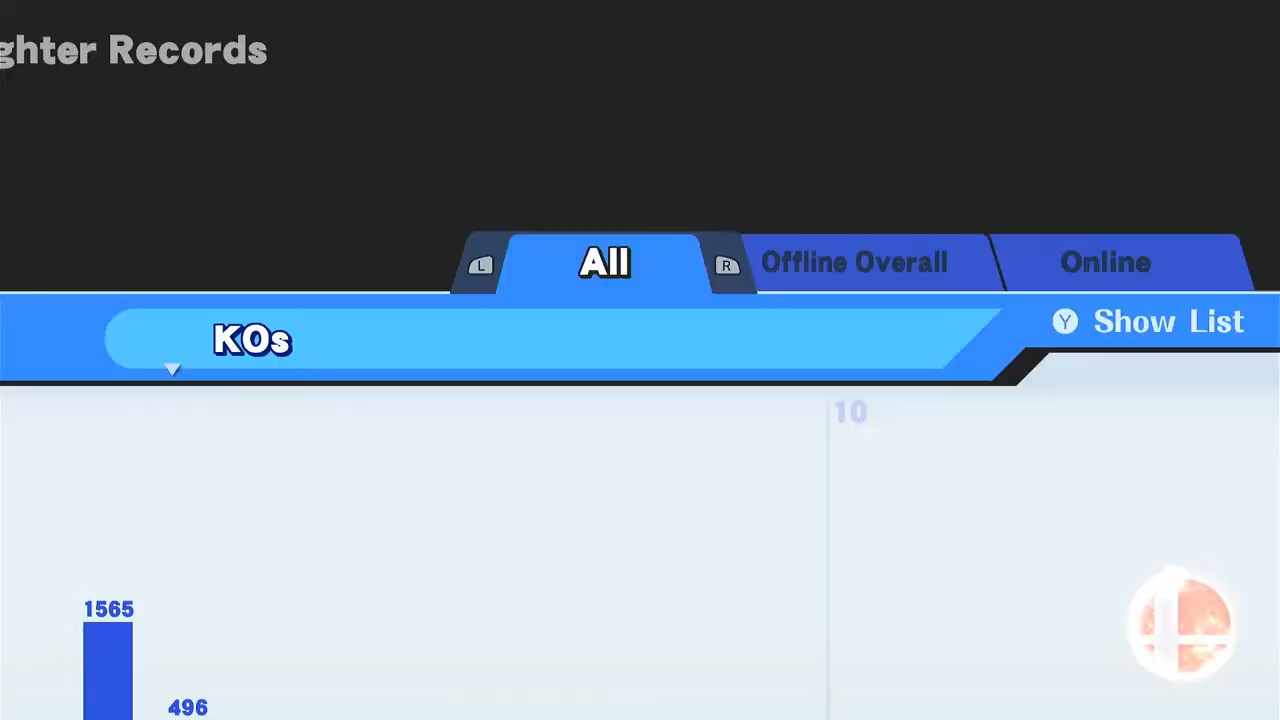 ghter Records
L
All
R
Offline Overall
Online
KOs
Y Show List
10
1565
496